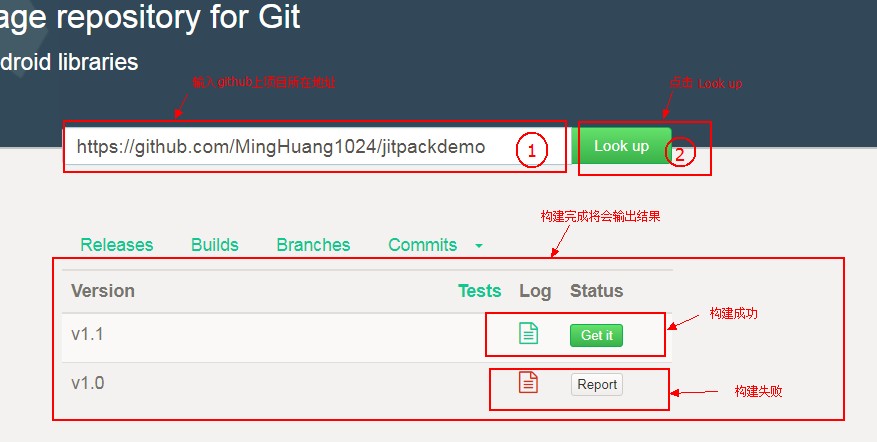 age repository for Git
droid libraries
输入github上项目所在地址
点击 Look up
https://github.com/MingHuang1024/jitpackdemo
1
Look up
2
构建完成将会输出结果
Releases Builds Branches Commits
Version Tests Log Status
v1.1 Get it
构建成功
v1.0 Report
构建失败